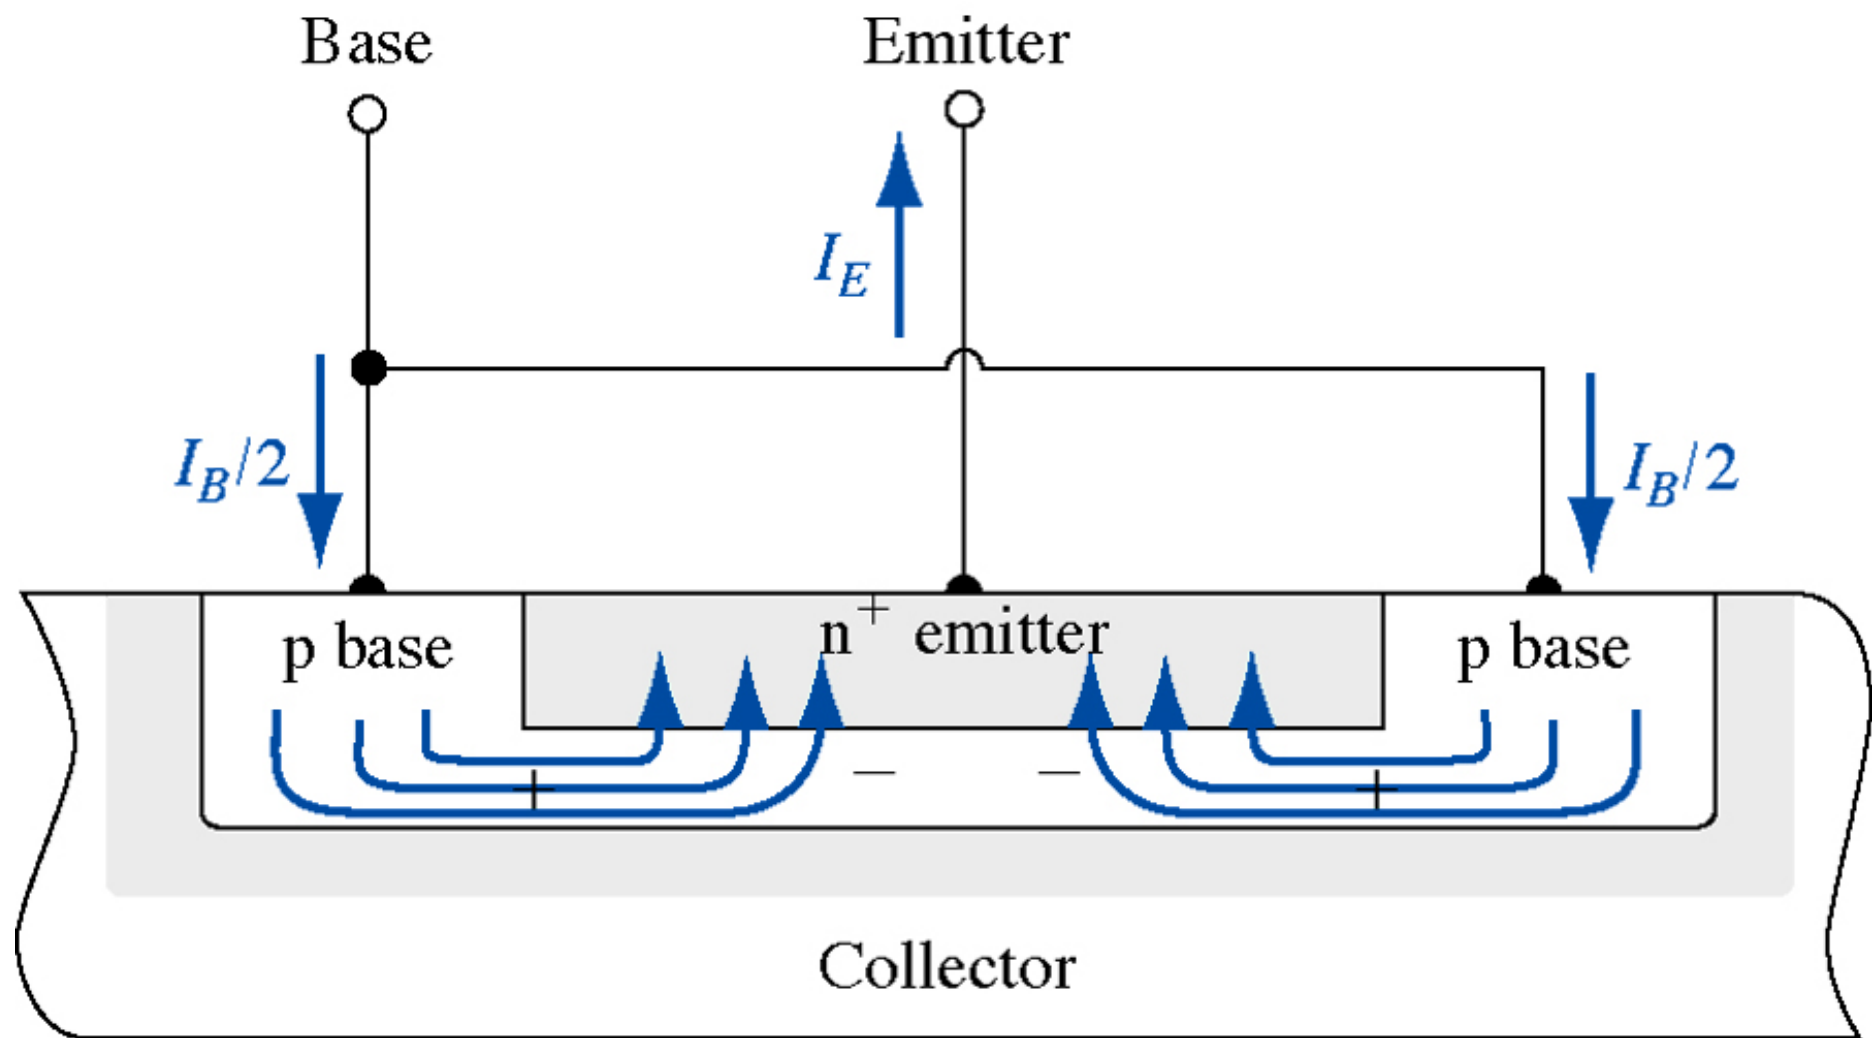 Base
Emitter
I_E
I_B/2
I_B/2
p base
n⁺ emitter
p base
+
− −
+
Collector